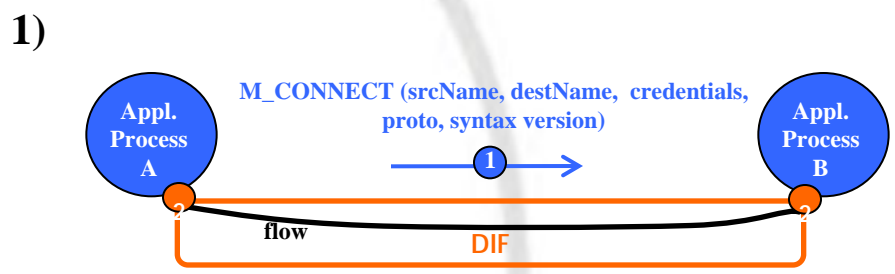 1)
M_CONNECT (srcName, destName, credentials,
proto, syntax version)
Appl.
Process
A
1
Appl.
Process
B
2
2
flow
DIF